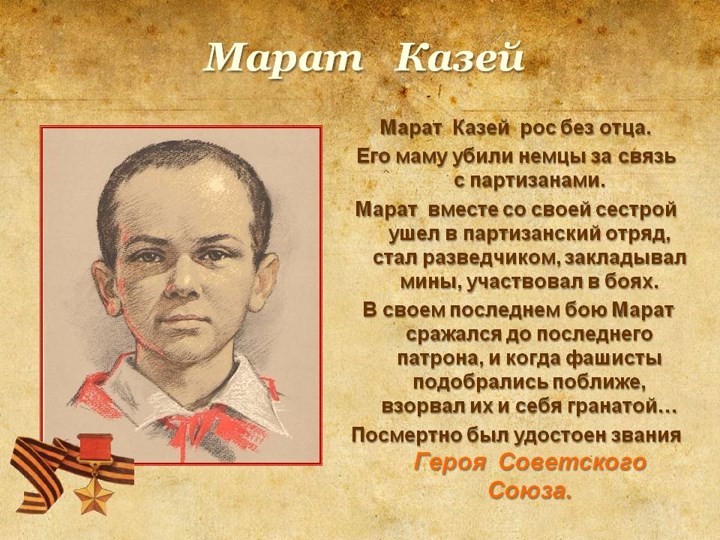 Марат Казей
Марат Казей рос без отца.
Его маму убили немцы за связь
с партизанами.
Марат вместе со своей сестрой
ушел в партизанский отряд,
стал разведчиком, закладывал
мины, участвовал в боях.
В своем последнем бою Марат
сражался до последнего
патрона, и когда фашисты
подобрались поближе,
взорвал их и себя гранатой…
Посмертно был удостоен звания
Героя Советского
Союза.